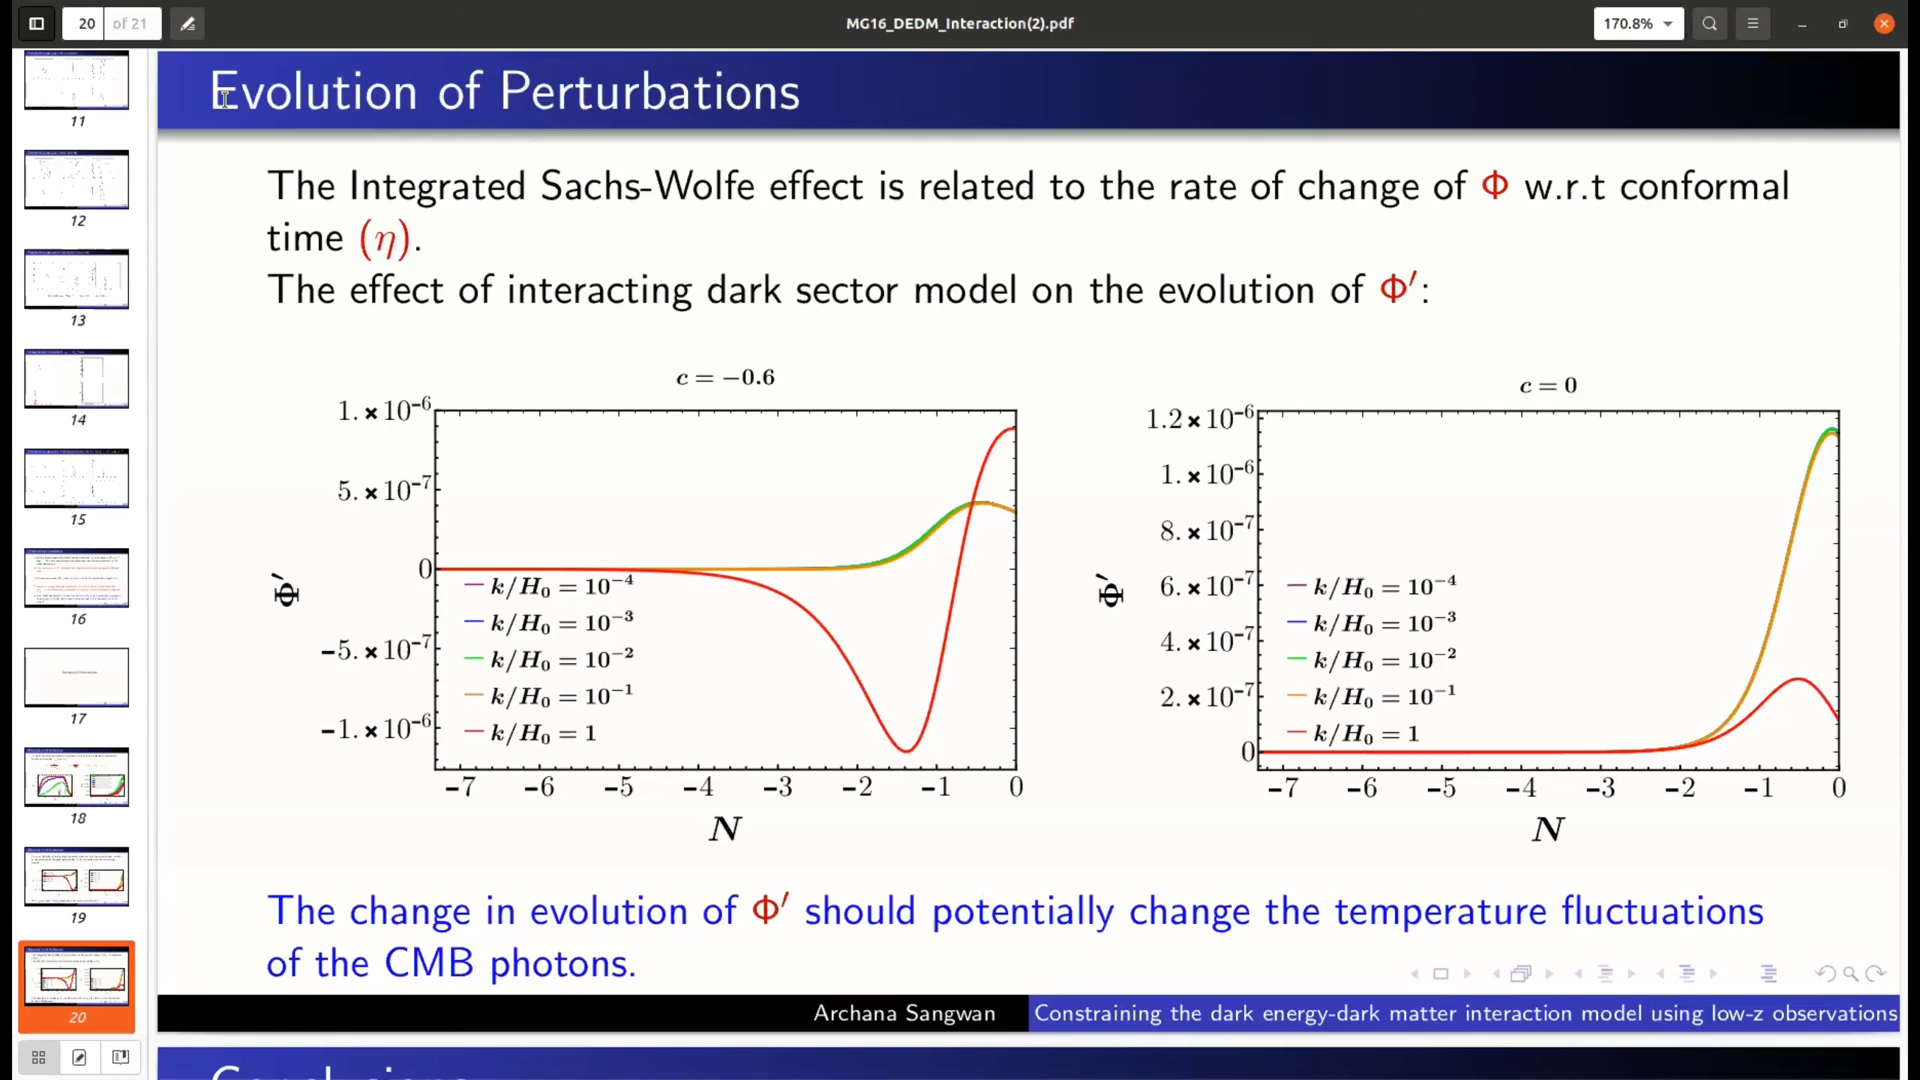 20 of 21
MG16_DEDM_Interaction(2).pdf
170.8%
11
12
13
14
15
16
17
18
19
20
Evolution of Perturbations
The Integrated Sachs-Wolfe effect is related to the rate of change of Φ w.r.t conformal
time (η).
The effect of interacting dark sector model on the evolution of Φ′:
c = −0.6
1.×10⁻⁶
5.×10⁻⁷
0
−5.×10⁻⁷
−1.×10⁻⁶
Φ′
k/H₀ = 10⁻⁴
k/H₀ = 10⁻³
k/H₀ = 10⁻²
k/H₀ = 10⁻¹
k/H₀ = 1
−7 −6 −5 −4 −3 −2 −1 0
N
c = 0
1.2×10⁻⁶
1.×10⁻⁶
8.×10⁻⁷
6.×10⁻⁷
4.×10⁻⁷
2.×10⁻⁷
0
Φ′
k/H₀ = 10⁻⁴
k/H₀ = 10⁻³
k/H₀ = 10⁻²
k/H₀ = 10⁻¹
k/H₀ = 1
−7 −6 −5 −4 −3 −2 −1 0
N
The change in evolution of Φ′ should potentially change the temperature fluctuations
of the CMB photons.
Archana Sangwan Constraining the dark energy-dark matter interaction model using low-z observations